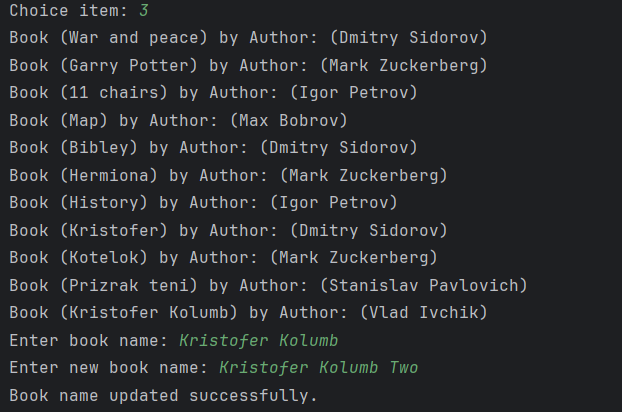 Choice item: 3
Book (War and peace) by Author: (Dmitry Sidorov)
Book (Garry Potter) by Author: (Mark Zuckerberg)
Book (11 chairs) by Author: (Igor Petrov)
Book (Map) by Author: (Max Bobrov)
Book (Bibley) by Author: (Dmitry Sidorov)
Book (Hermiona) by Author: (Mark Zuckerberg)
Book (History) by Author: (Igor Petrov)
Book (Kristofer) by Author: (Dmitry Sidorov)
Book (Kotelok) by Author: (Mark Zuckerberg)
Book (Prizrak teni) by Author: (Stanislav Pavlovich)
Book (Kristofer Kolumb) by Author: (Vlad Ivchik)
Enter book name: Kristofer Kolumb
Enter new book name: Kristofer Kolumb Two
Book name updated successfully.